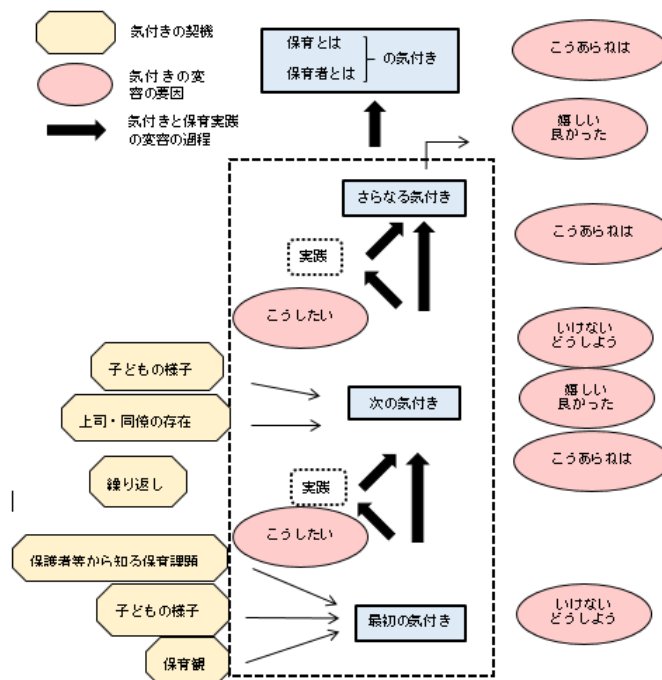 気付きの契機
気付きの変
容の要因
気付きと保育実践
の変容の過程
保育とは
保育者とは
の気付き
こうあれねは
嬉しい
良かった
さらなる気付き
こうあれねは
実践
こうしたい
いけない
どうしよう
子どもの様子
次の気付き
嬉しい
良かった
上司・同僚の存在
こうあれねは
繰り返し
実践
こうしたい
保護者等から知る保育課題
子どもの様子
最初の気付き
いけない
どうしよう
保育観